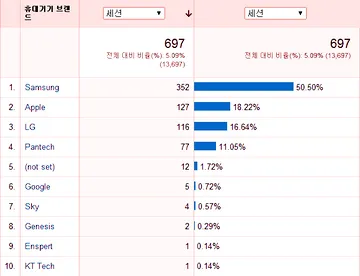 휴대기기 브랜
드
세션
세션
697
전체 대비 비율(%): 5.09%
(13,697)
697
전체 대비 비율(%): 5.09% (13,697)
1. Samsung 352 50.50%
2. Apple 127 18.22%
3. LG 116 16.64%
4. Pantech 77 11.05%
5. (not set) 12 1.72%
6. Google 5 0.72%
7. Sky 4 0.57%
8. Genesis 2 0.29%
9. Enspert 1 0.14%
10. KT Tech 1 0.14%